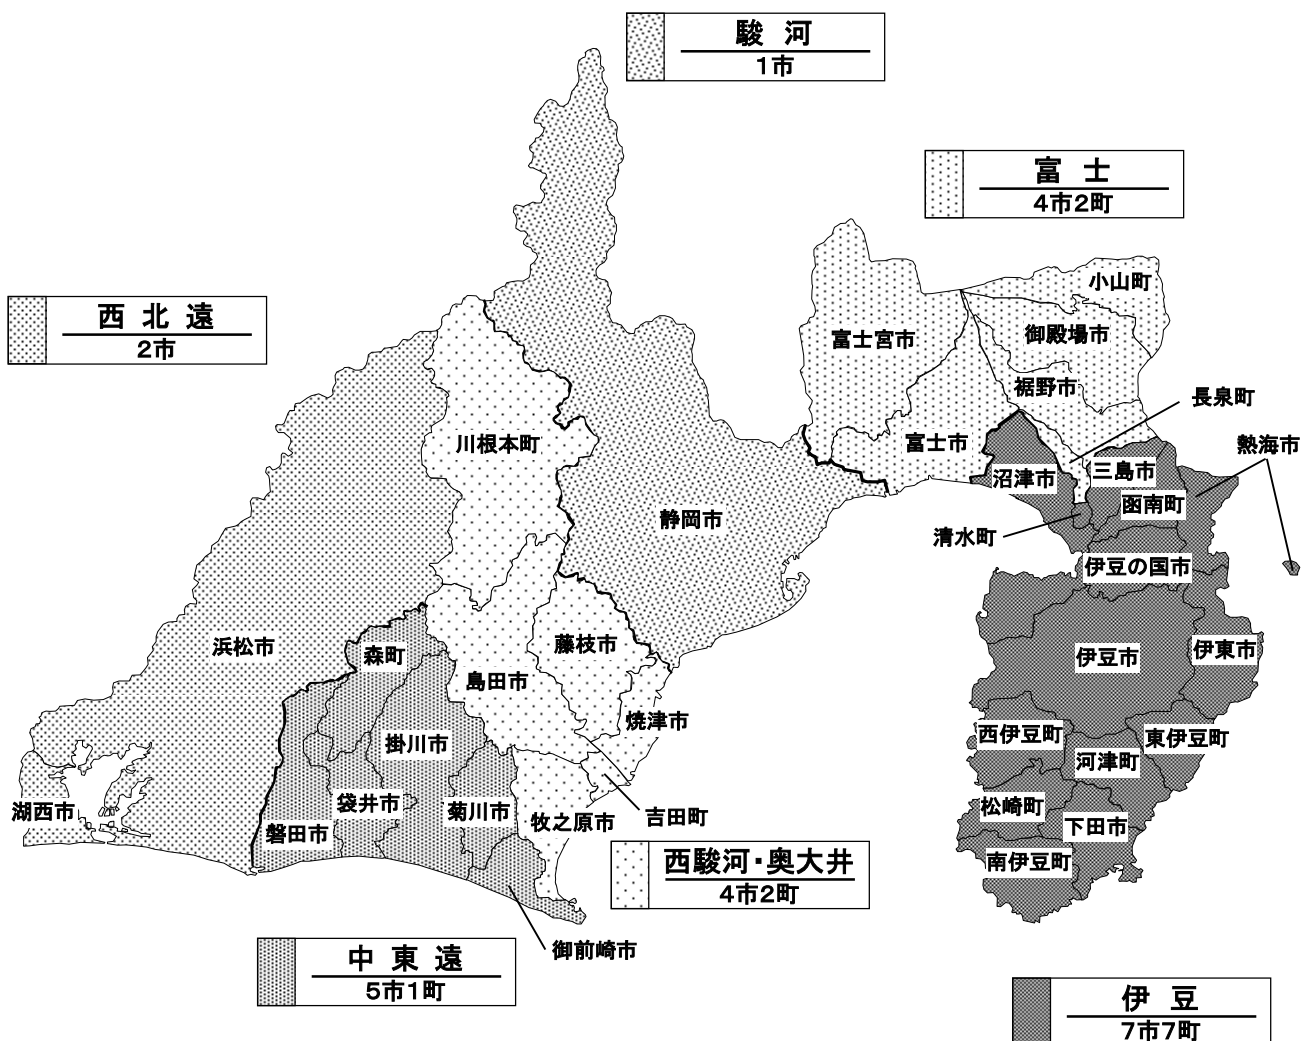 駿河
1市
富士
4市2町
西北遠
2市
小山町
御殿場市
富士宮市
裾野市
長泉町
富士市
川根本町
熱海市
三島市
沼津市
函南町
静岡市
清水町
伊豆の国市
浜松市
森町
藤枝市
伊東市
伊豆市
島田市
焼津市
西伊豆町
東伊豆町
掛川市
河津町
湖西市
袋井市
菊川市
松崎町
吉田町
磐田市
牧之原市
下田市
南伊豆町
西駿河・奥大井
4市2町
御前崎市
中東遠
5市1町
伊豆
7市7町